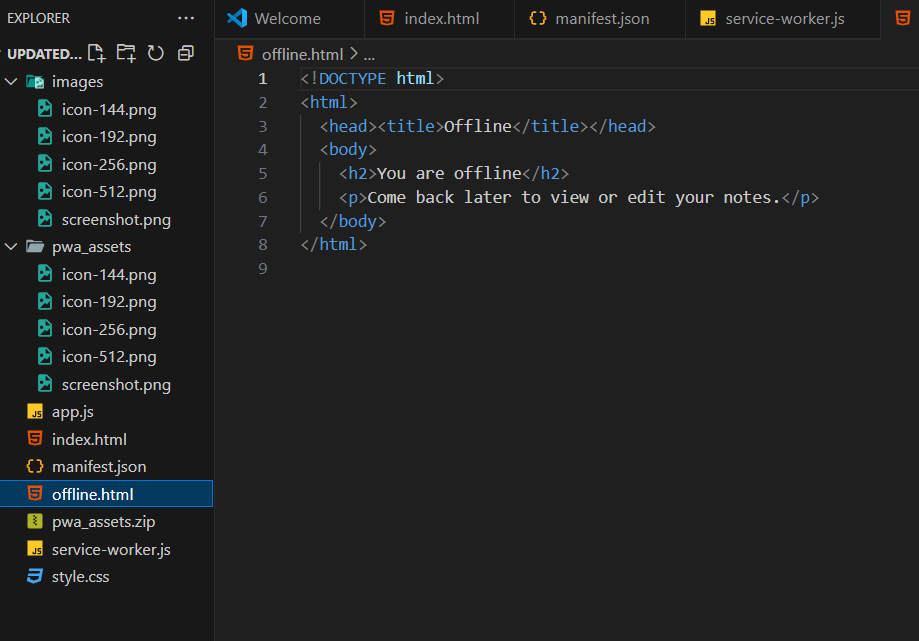 EXPLORER ...
UPDATED...
images
icon-144.png
icon-192.png
icon-256.png
icon-512.png
screenshot.png
pwa_assets
icon-144.png
icon-192.png
icon-256.png
icon-512.png
screenshot.png
JS app.js
index.html
{} manifest.json
offline.html
pwa_assets.zip
JS service-worker.js
style.css
Welcome
index.html
{} manifest.json
JS service-worker.js
offline.html > ...
1 <!DOCTYPE html>
2 <html>
3 <head><title>Offline</title></head>
4 <body>
5 <h2>You are offline</h2>
6 <p>Come back later to view or edit your notes.</p>
7 </body>
8 </html>
9